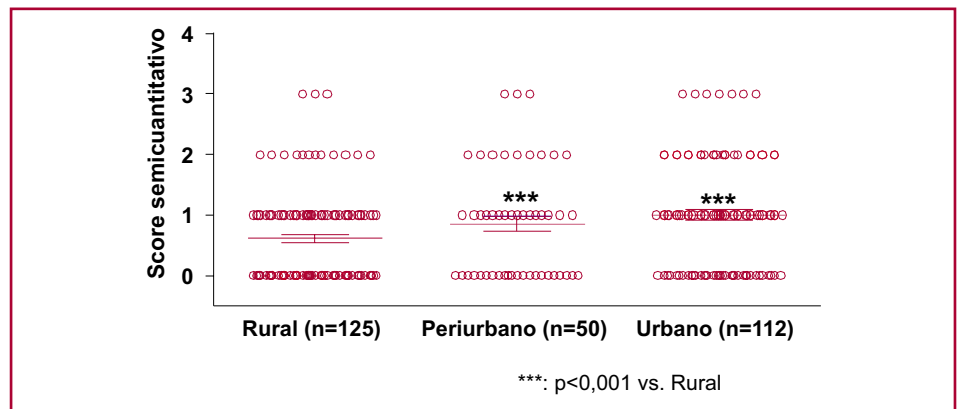 Score semicuantitativo
4
3
2
1
0
***
***
Rural (n=125)
Periurbano (n=50)
Urbano (n=112)
***: p<0,001 vs. Rural